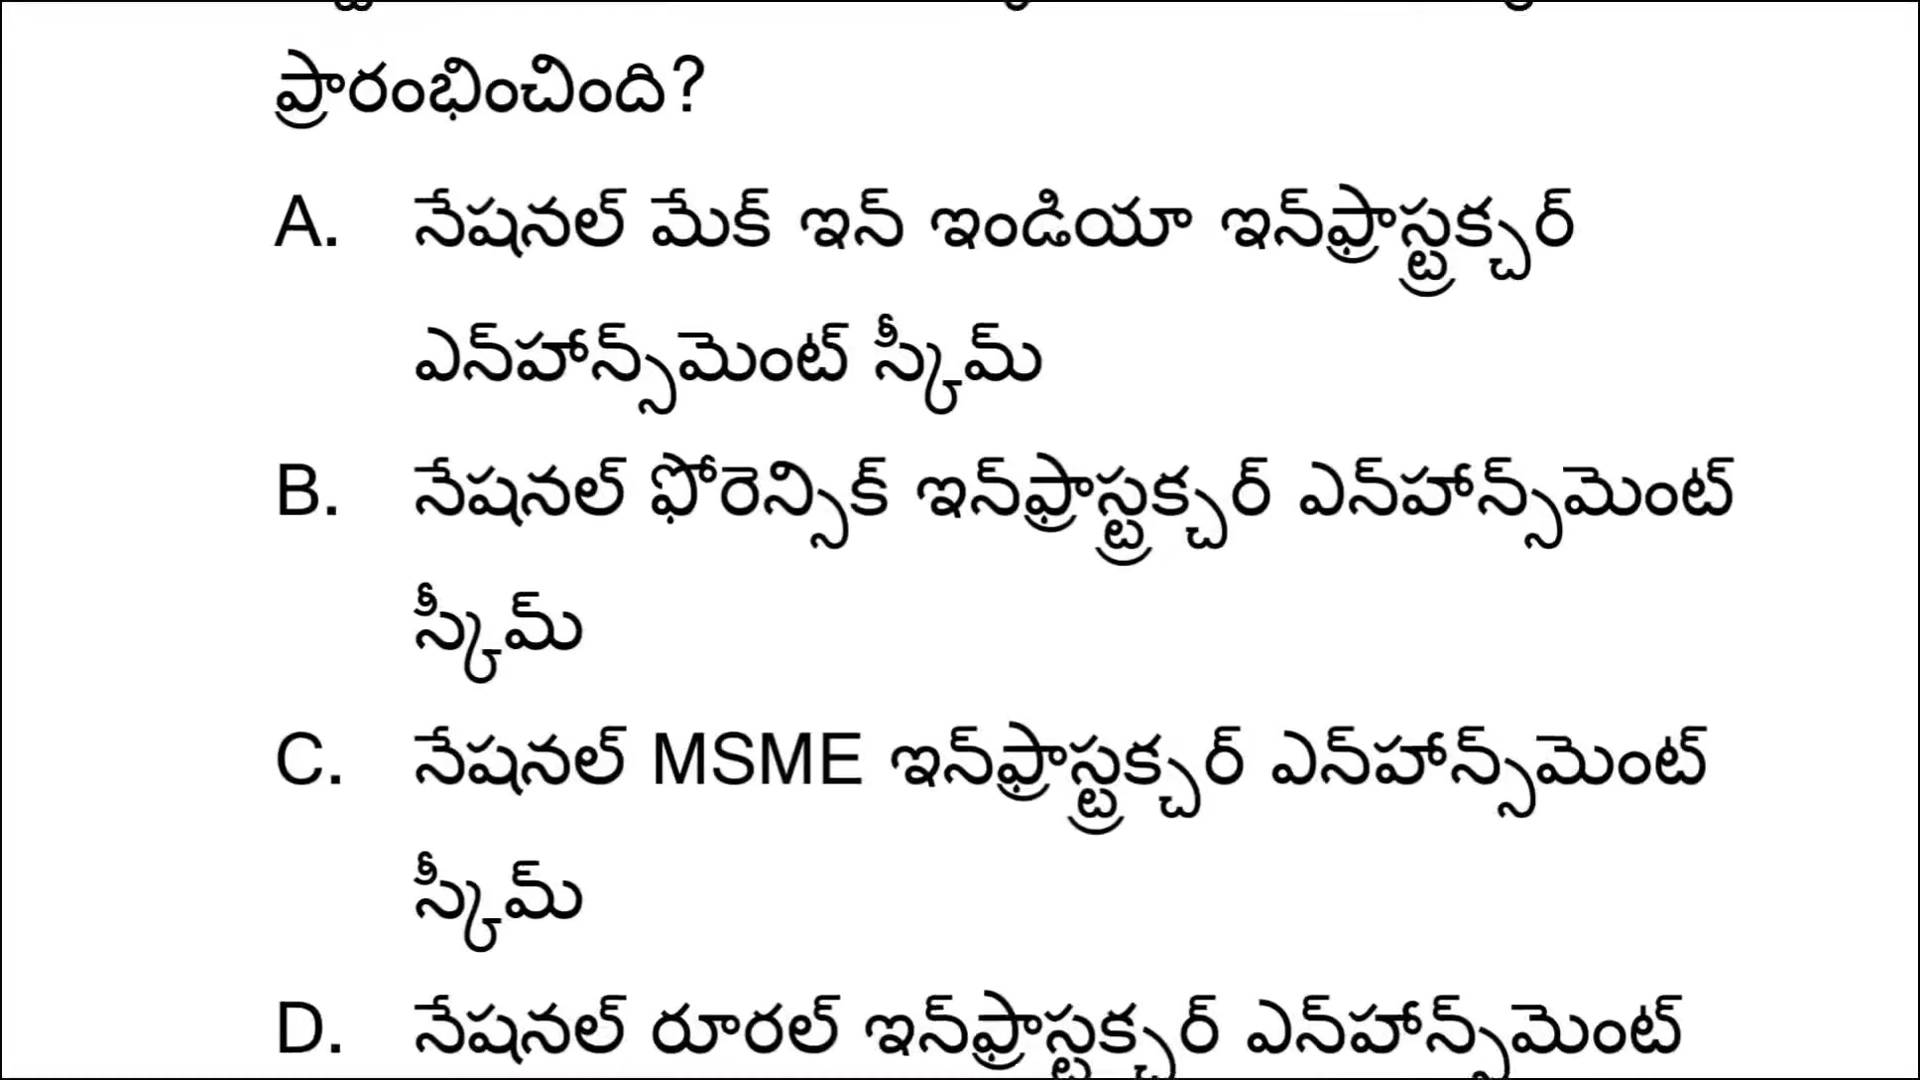 ప్రారంభించింది?
A. నేషనల్ మేక్ ఇన్ ఇండియా ఇన్‌ఫ్రాస్ట్రక్చర్
ఎన్‌హాన్స్‌మెంట్ స్కీమ్
B. నేషనల్ ఫోరెన్సిక్ ఇన్‌ఫ్రాస్ట్రక్చర్ ఎన్‌హాన్స్‌మెంట్
స్కీమ్
C. నేషనల్ MSME ఇన్‌ఫ్రాస్ట్రక్చర్ ఎన్‌హాన్స్‌మెంట్
స్కీమ్
D. నేషనల్ రూరల్ ఇన్‌ఫ్రాస్ట్రక్చర్ ఎన్‌హాన్స్‌మెంట్